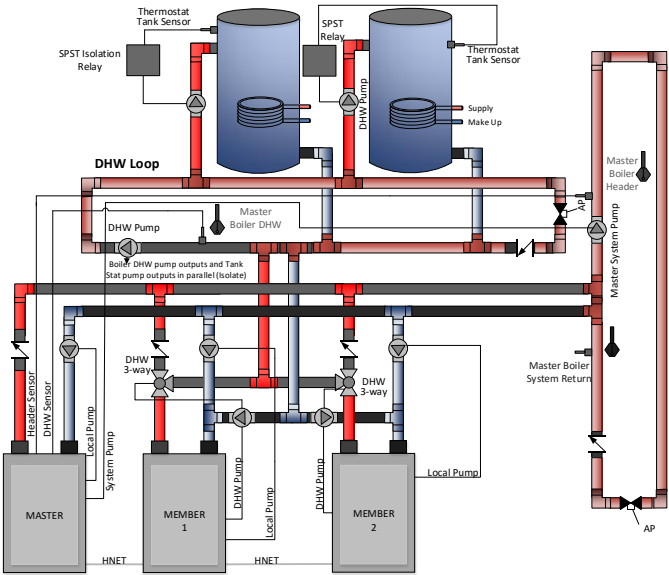 Thermostat
Tank Sensor
SPST Isolation
Relay
SPST
Relay
DHW Pump
Thermostat
Tank Sensor
Supply
Make Up
DHW Loop
Master
Boiler
Header
Master
Boiler DHW
AP
DHW Pump
Master System Pump
Boiler DHW pump outputs and Tank
Stat pump outputs in parallel (Isolate)
Master Boiler
System Return
DHW
3-way
DHW
3-way
Header Sensor
DHW Sensor
Local Pump
System Pump
DHW Pump
Local Pump
DHW Pump
Local Pump
MASTER
MEMBER
1
MEMBER
2
AP
HNET
HNET